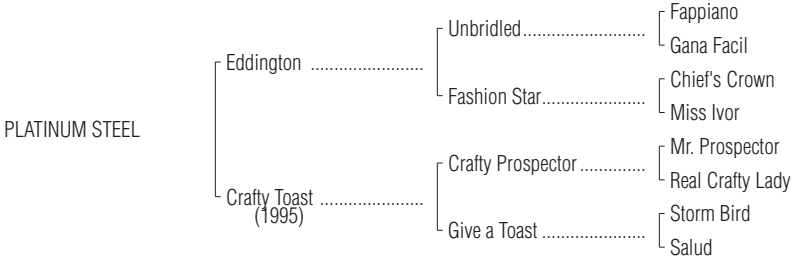 Fappiano
Unbridled.........................
Gana Facil
Eddington ........................
Chief's Crown
Fashion Star......................
Miss Ivor
PLATINUM STEEL
Mr. Prospector
Crafty Prospector ..............
Real Crafty Lady
Crafty Toast ......................
(1995)
Storm Bird
Give a Toast ......................
Salud